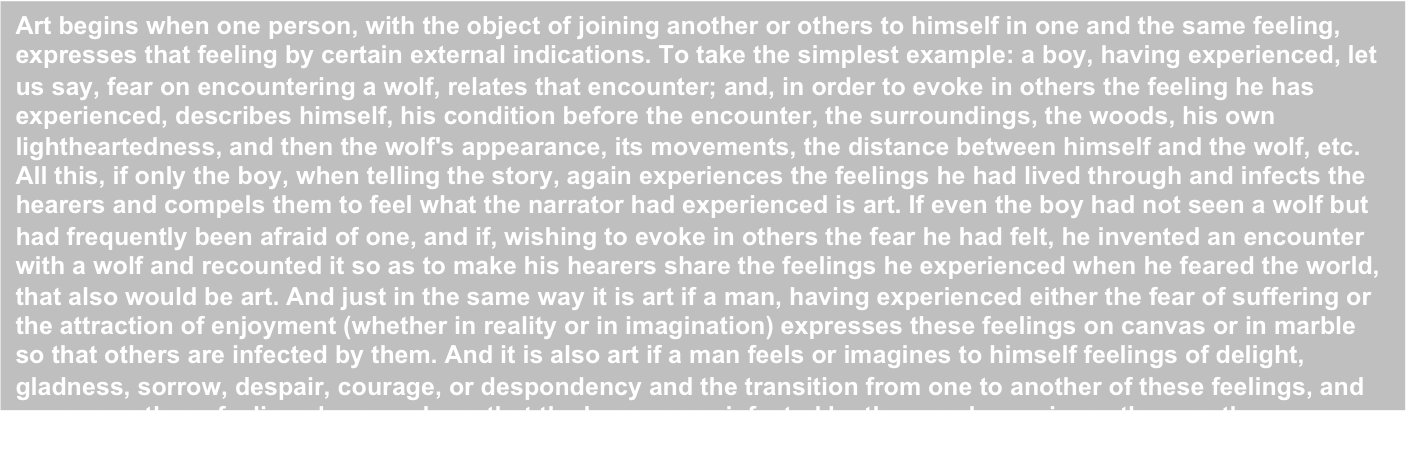 Art begins when one person, with the object of joining another or others to himself in one and the same feeling,
expresses that feeling by certain external indications. To take the simplest example: a boy, having experienced, let
us say, fear on encountering a wolf, relates that encounter; and, in order to evoke in others the feeling he has
experienced, describes himself, his condition before the encounter, the surroundings, the woods, his own
lightheartedness, and then the wolf's appearance, its movements, the distance between himself and the wolf, etc.
All this, if only the boy, when telling the story, again experiences the feelings he had lived through and infects the
hearers and compels them to feel what the narrator had experienced is art. If even the boy had not seen a wolf but
had frequently been afraid of one, and if, wishing to evoke in others the fear he had felt, he invented an encounter
with a wolf and recounted it so as to make his hearers share the feelings he experienced when he feared the world,
that also would be art. And just in the same way it is art if a man, having experienced either the fear of suffering or
the attraction of enjoyment (whether in reality or in imagination) expresses these feelings on canvas or in marble
so that others are infected by them. And it is also art if a man feels or imagines to himself feelings of delight,
gladness, sorrow, despair, courage, or despondency and the transition from one to another of these feelings, and